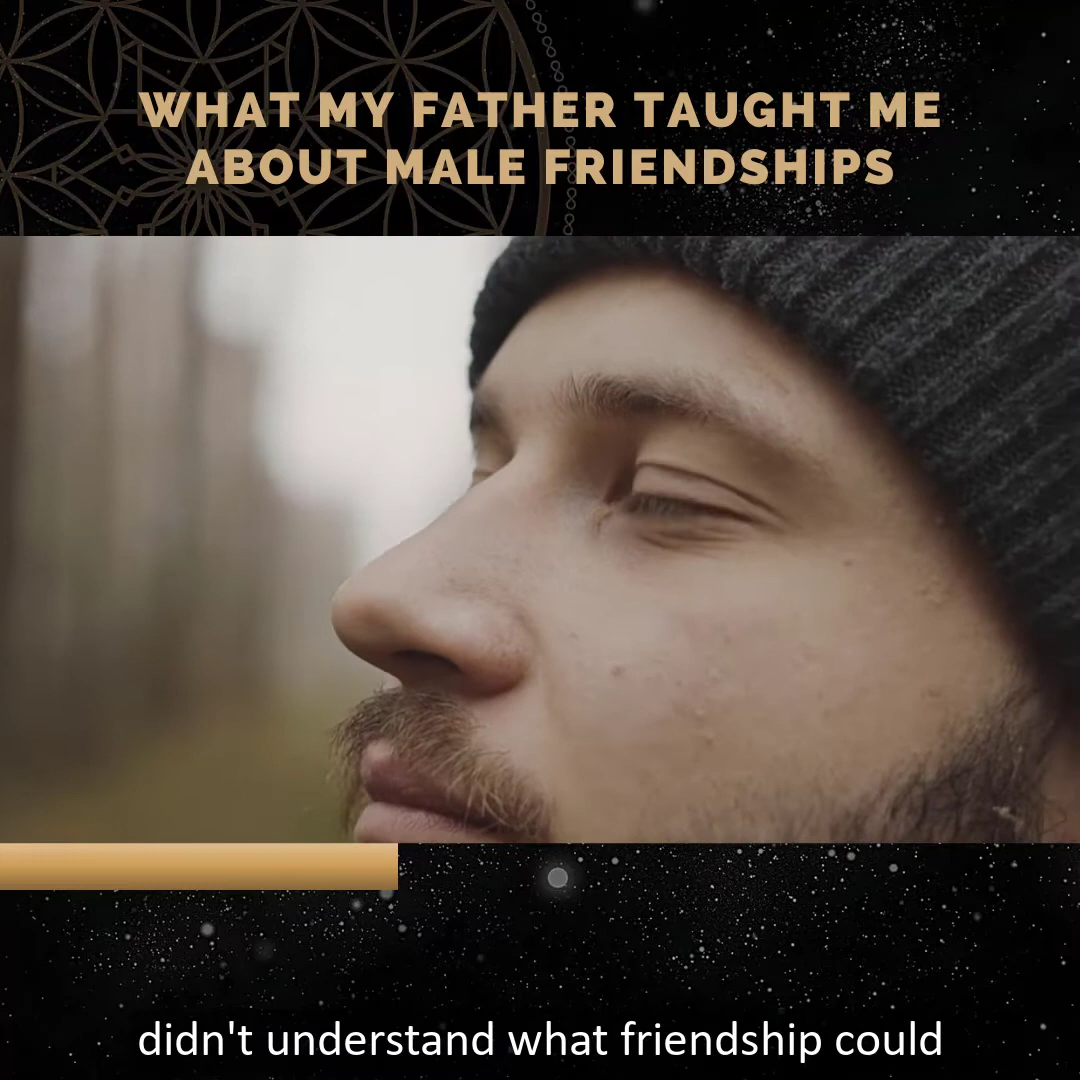 WHAT MY FATHER TAUGHT ME
ABOUT MALE FRIENDSHIPS
didn't understand what friendship could